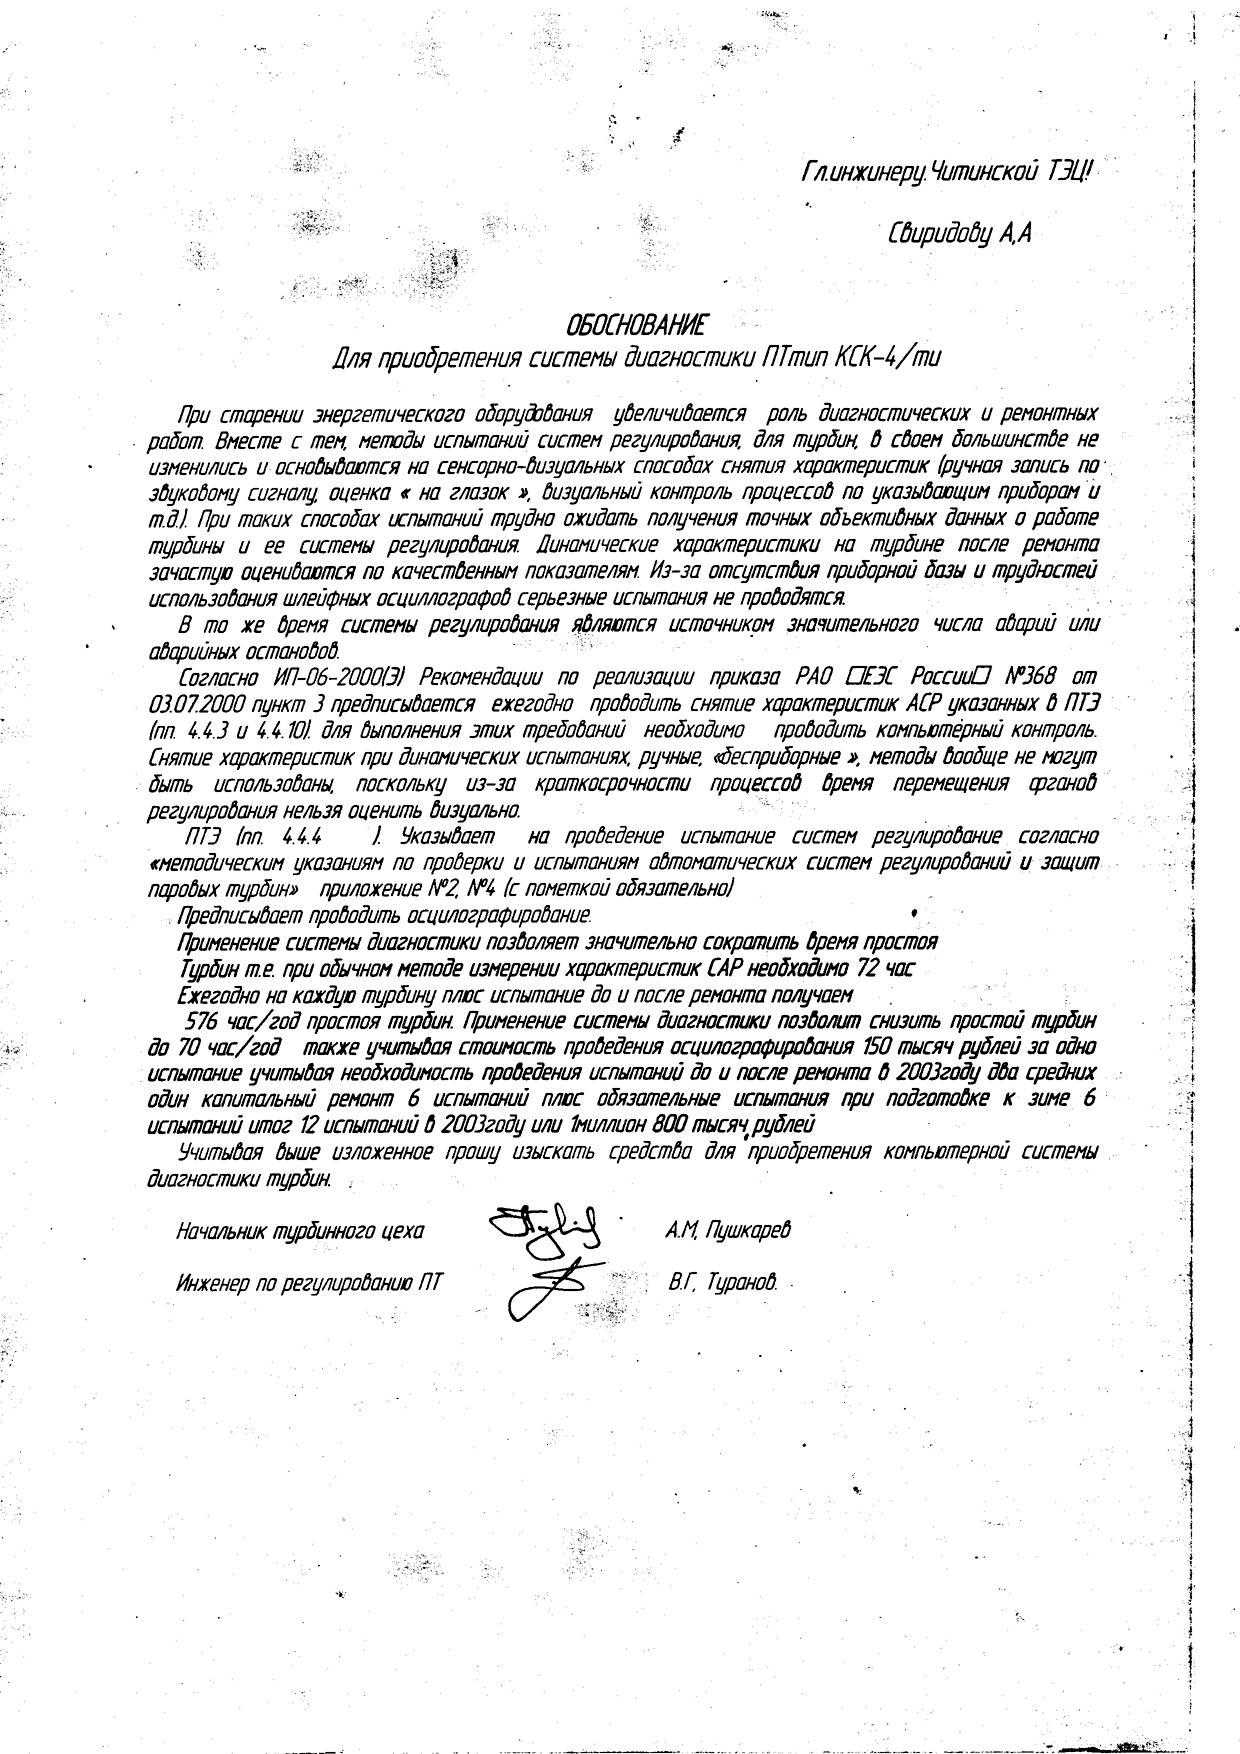 Гл.инжинеру.Читинской ТЭЦ!
Свиридову А,А
ОБОСНОВАНИЕ
Для приобретения системы диагностики ПТтип КСК-4/ти
При старении энергетического оборудования увеличивается роль диагностических и ремонтных
работ. Вместе с тем, методы испытаний систем регулирования, для турбин, в своем большинстве не
изменились и основываются на сенсорно-визуальных способах снятия характеристик (ручная запись по
звуковому сигналу, оценка « на глазок », визуальный контроль процессов по указывающим приборам и
т.д.). При таких способах испытаний трудно ожидать получения точных объективных данных о работе
турбины и ее системы регулирования. Динамические характеристики на турбине после ремонта
зачастую оцениваются по качественным показателям. Из-за отсутствия приборной базы и трудностей
использования шлейфных осциллографов серьезные испытания не проводятся.
В то же время системы регулирования являются источником значительного числа аварий или
аварийных остановов.
Согласно ИП-06-2000(3) Рекомендации по реализации приказа РАО □ЕЭС России□ №368 от
03.07.2000 пункт 3 предписывается ежегодно проводить снятие характеристик АСР указанных в ПТЭ
(пп. 4.4.3 и 4.4.10). для выполнения этих требований необходимо проводить компьютерный контроль.
Снятие характеристик при динамических испытаниях, ручные, «бесприборные », методы вообще не могут
быть использованы, поскольку из-за краткосрочности процессов время перемещения органов
регулирования нельзя оценить визуально.
ПТЭ (пп. 4.4.4 ). Указывает на проведение испытание систем регулирование согласно
«методическим указаниям по проверки и испытаниям автоматических систем регулирований и защит
паровых турбин» приложение №2, №4 (с пометкой обязательно)
Предписывает проводить осцилографирование.
Применение системы диагностики позволяет значительно сократить время простоя
Турбин т.е. при обычном методе измерении характеристик САР необходимо 72 час
Ежегодно на каждую турбину плюс испытание до и после ремонта получаем
576 час/год простоя турбин. Применение системы диагностики позволит снизить простой турбин
до 70 час/год также учитывая стоимость проведения осцилографирования 150 тысяч рублей за одно
испытание учитывая необходимость проведения испытаний до и после ремонта в 2003году два средних
один капитальный ремонт 6 испытаний плюс обязательные испытания при подготовке к зиме 6
испытаний итог 12 испытаний в 2003году или 1миллион 800 тысяч рублей
Учитывая выше изложенное прошу изыскать средства для приобретения компьютерной системы
диагностики турбин.
Начальник турбинного цеха А.М, Пушкарев
Инженер по регулированию ПТ В.Г, Туранов.